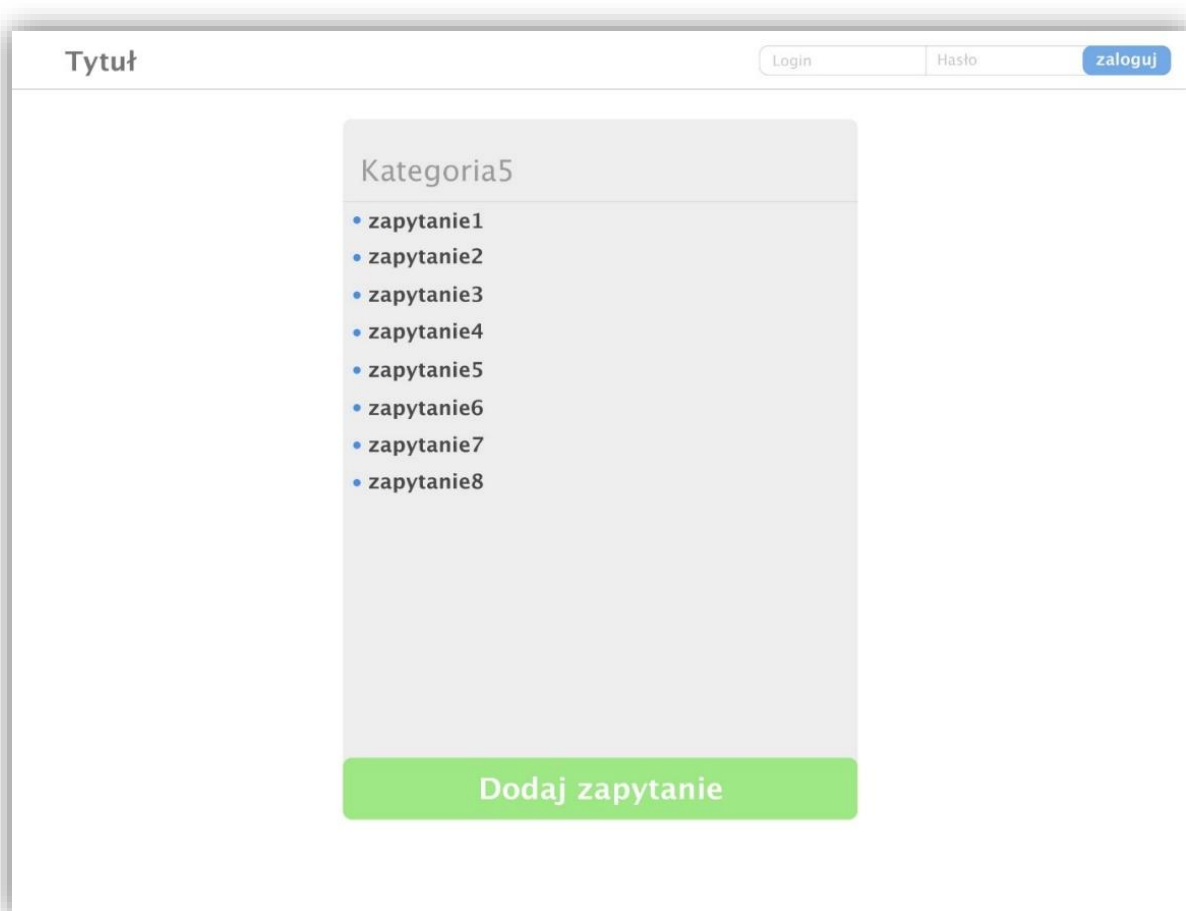 Tytuł Login Hasło zaloguj
Kategoria5
zapytanie1
zapytanie2
zapytanie3
zapytanie4
zapytanie5
zapytanie6
zapytanie7
zapytanie8
Dodaj zapytanie